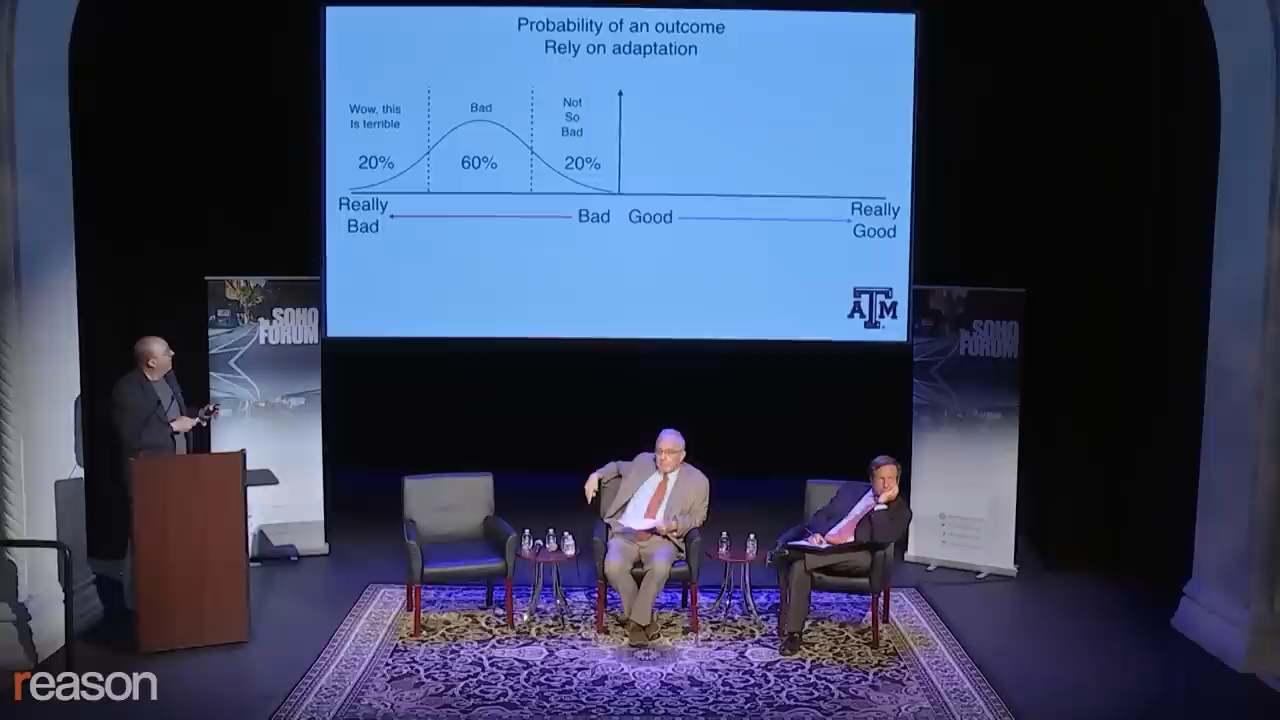 Probability of an outcome
Rely on adaptation
Wow, this
Is terrible
Bad
Not
So
Bad
20%
60%
20%
Really
Bad
Bad
Good
Really
Good
ATM
SOHO
FORUM
SOHO
FORUM
reason